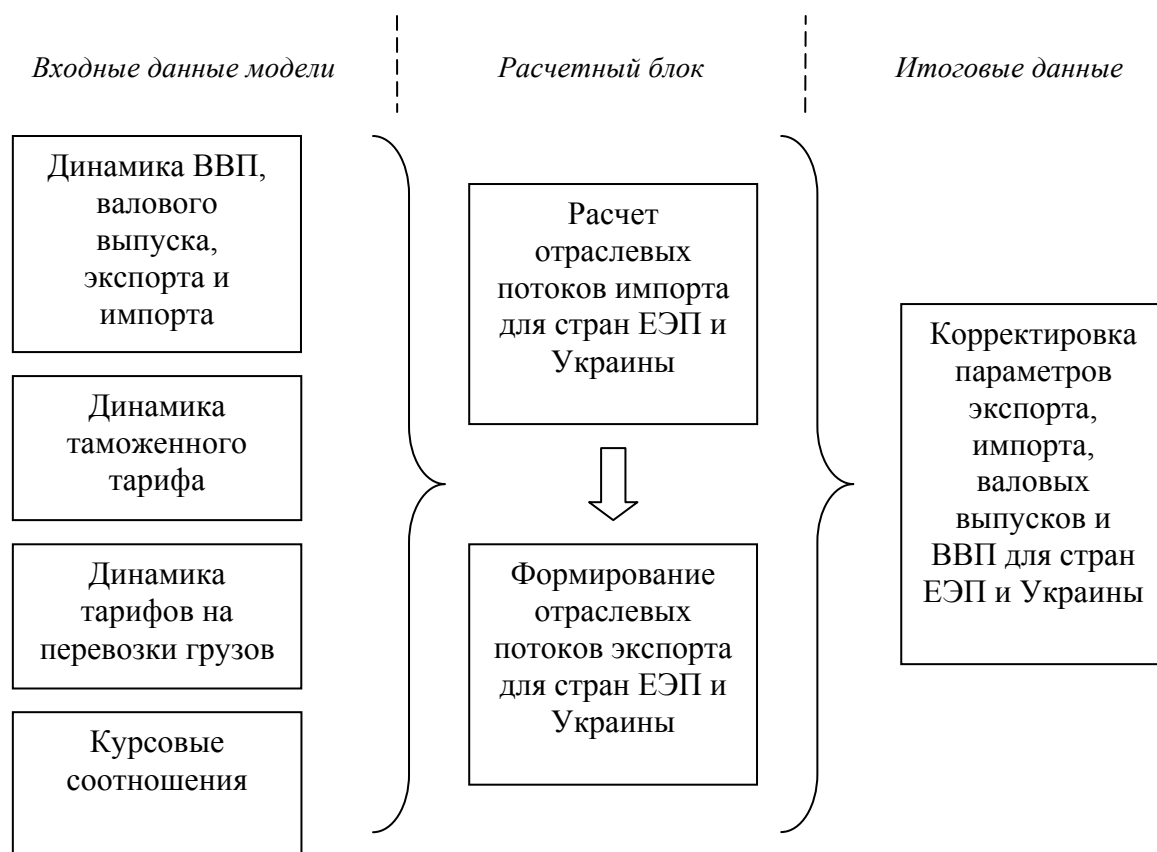 Входные данные модели
Расчетный блок
Итоговые данные
Динамика ВВП,
валового
выпуска,
экспорта и
импорта
Динамика
таможенного
тарифа
Динамика
тарифов на
перевозки грузов
Курсовые
соотношения
Расчет
отраслевых
потоков импорта
для стран ЕЭП и
Украины
Формирование
отраслевых
потоков экспорта
для стран ЕЭП и
Украины
Корректировка
параметров
экспорта,
импорта,
валовых
выпусков и
ВВП для стран
ЕЭП и Украины